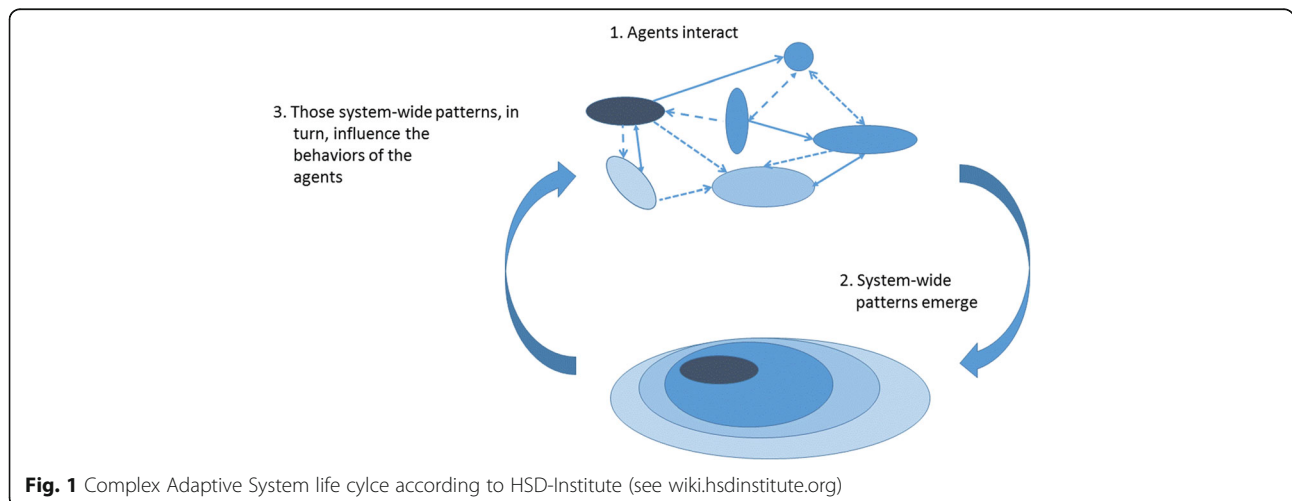 1. Agents interact
3. Those system-wide patterns, in
turn, influence the
behaviors of the
agents
2. System-wide
patterns emerge
Fig. 1 Complex Adaptive System life cylce according to HSD-Institute (see wiki.hsdinstitute.org)